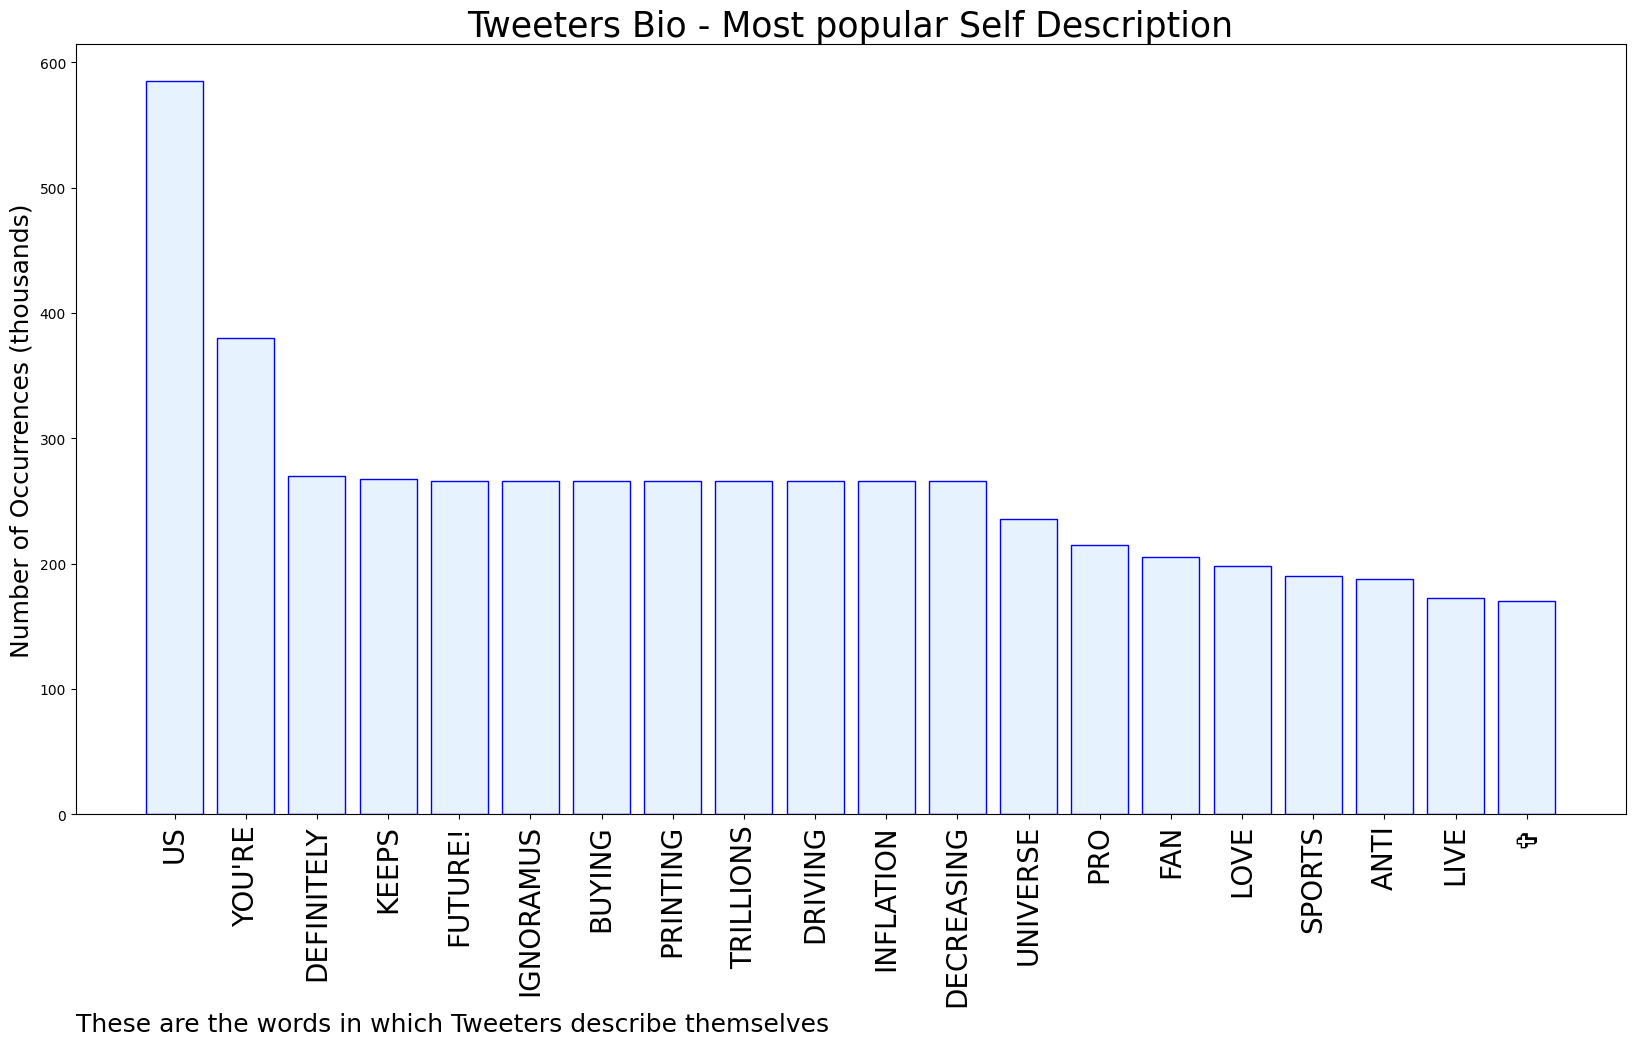 Tweeters Bio - Most popular Self Description
Number of Occurrences (thousands)
600
500
400
300
200
100
0
US
YOU'RE
DEFINITELY
KEEPS
FUTURE!
IGNORAMUS
BUYING
PRINTING
TRILLIONS
DRIVING
INFLATION
DECREASING
UNIVERSE
PRO
FAN
LOVE
SPORTS
ANTI
LIVE
✞
These are the words in which Tweeters describe themselves